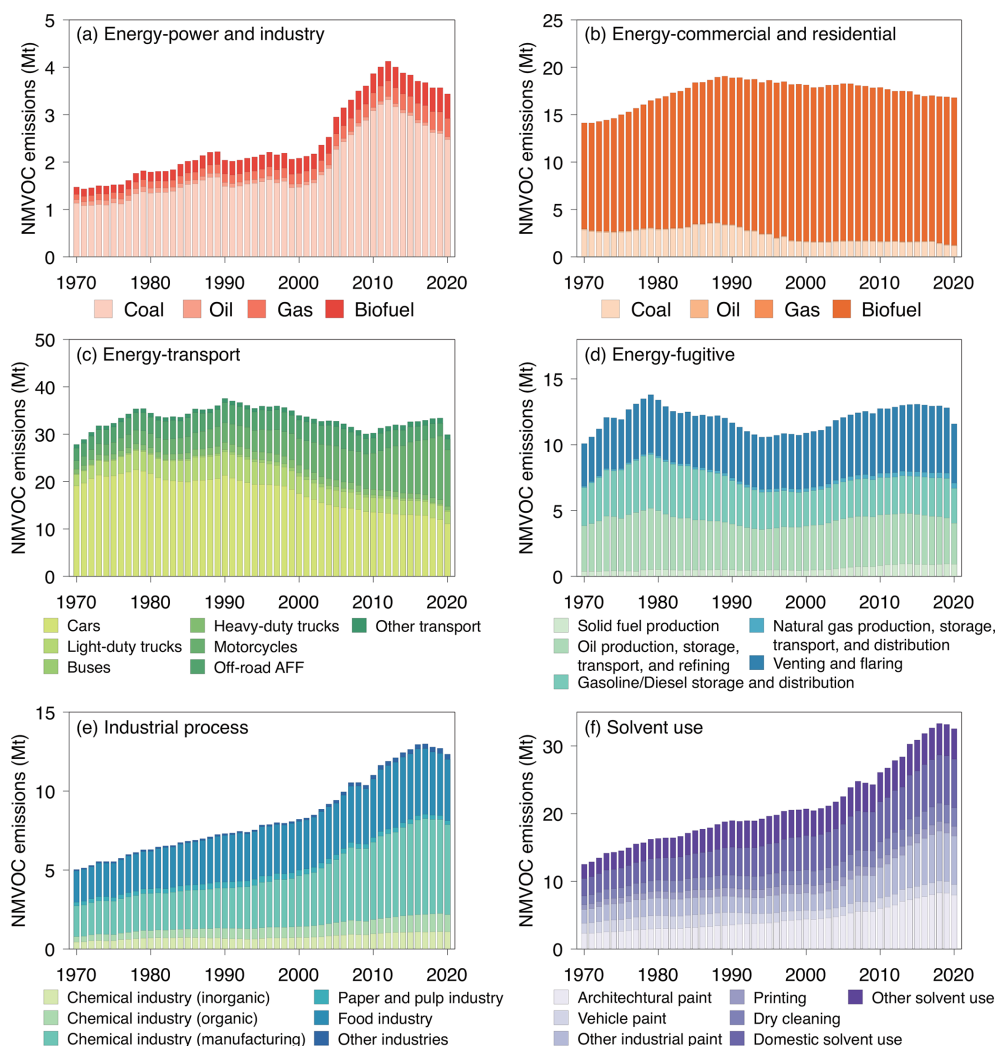 (a) Energy-power and industry
NMVOC emissions (Mt)
5
4
3
2
1
0
1970 1980 1990 2000 2010 2020
Coal Oil Gas Biofuel
(b) Energy-commercial and residential
NMVOC emissions (Mt)
25
20
15
10
5
0
1970 1980 1990 2000 2010 2020
Coal Oil Gas Biofuel
(c) Energy-transport
NMVOC emissions (Mt)
50
40
30
20
10
0
1970 1980 1990 2000 2010 2020
Cars
Light-duty trucks
Buses
Heavy-duty trucks
Motorcycles
Off-road AFF
Other transport
(d) Energy-fugitive
NMVOC emissions (Mt)
15
10
5
0
1970 1980 1990 2000 2010 2020
Solid fuel production
Oil production, storage,
transport, and refining
Gasoline/Diesel storage and distribution
Natural gas production, storage,
transport, and distribution
Venting and flaring
(e) Industrial process
NMVOC emissions (Mt)
15
10
5
0
1970 1980 1990 2000 2010 2020
Chemical industry (inorganic)
Chemical industry (organic)
Chemical industry (manufacturing)
Paper and pulp industry
Food industry
Other industries
(f) Solvent use
NMVOC emissions (Mt)
30
20
10
0
1970 1980 1990 2000 2010 2020
Architechtural paint
Vehicle paint
Other industrial paint
Printing
Dry cleaning
Domestic solvent use
Other solvent use